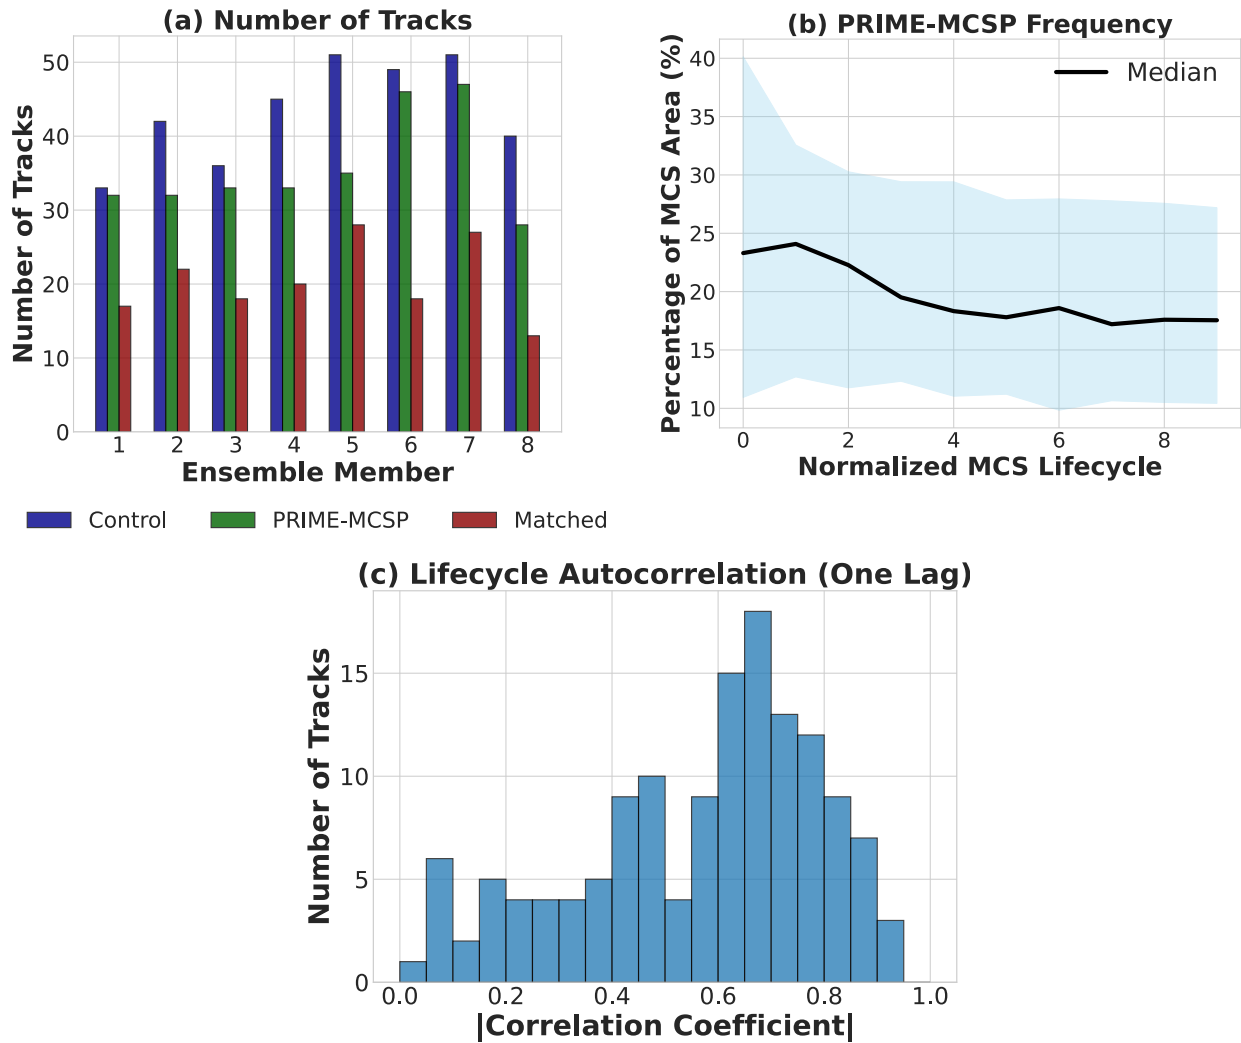 (a) Number of Tracks
Number of Tracks
50
40
30
20
10
0
1 2 3 4 5 6 7 8
Ensemble Member
Control PRIME-MCSP Matched
(b) PRIME-MCSP Frequency
Percentage of MCS Area (%)
Median
40
35
30
25
20
15
10
0 2 4 6 8
Normalized MCS Lifecycle
(c) Lifecycle Autocorrelation (One Lag)
Number of Tracks
15
10
5
0
0.0 0.2 0.4 0.6 0.8 1.0
|Correlation Coefficient|